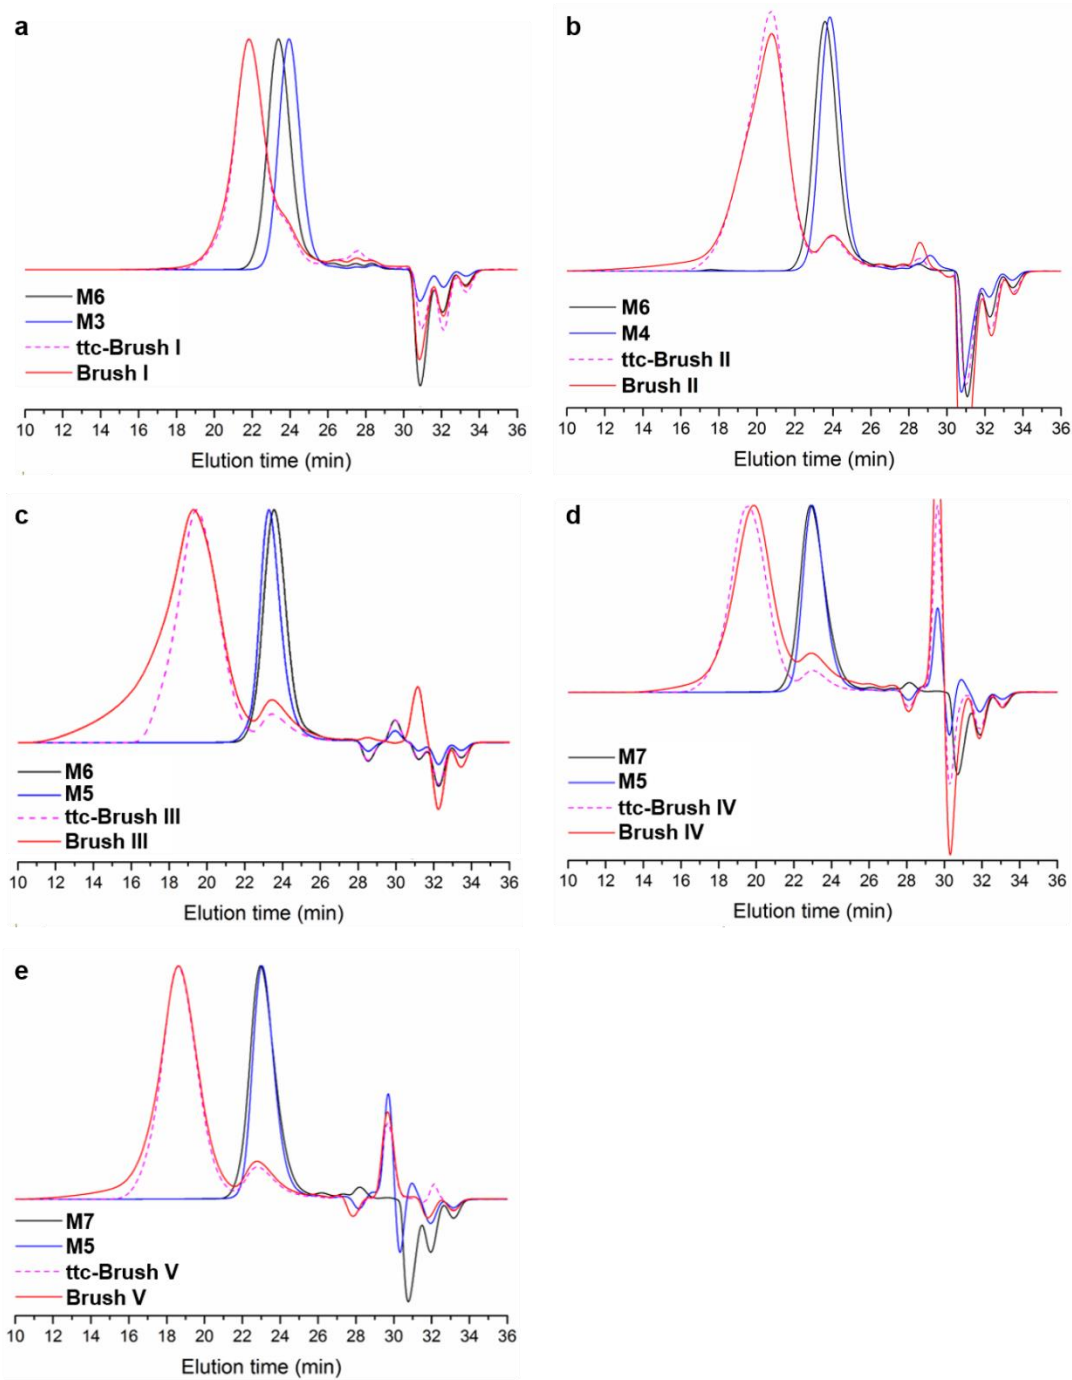 a
M6
M3
ttc-Brush I
Brush I
10 12 14 16 18 20 22 24 26 28 30 32 34 36
Elution time (min)
b
M6
M4
ttc-Brush II
Brush II
10 12 14 16 18 20 22 24 26 28 30 32 34 36
Elution time (min)
c
M6
M5
ttc-Brush III
Brush III
10 12 14 16 18 20 22 24 26 28 30 32 34 36
Elution time (min)
d
M7
M5
ttc-Brush IV
Brush IV
10 12 14 16 18 20 22 24 26 28 30 32 34 36
Elution time (min)
e
M7
M5
ttc-Brush V
Brush V
10 12 14 16 18 20 22 24 26 28 30 32 34 36
Elution time (min)